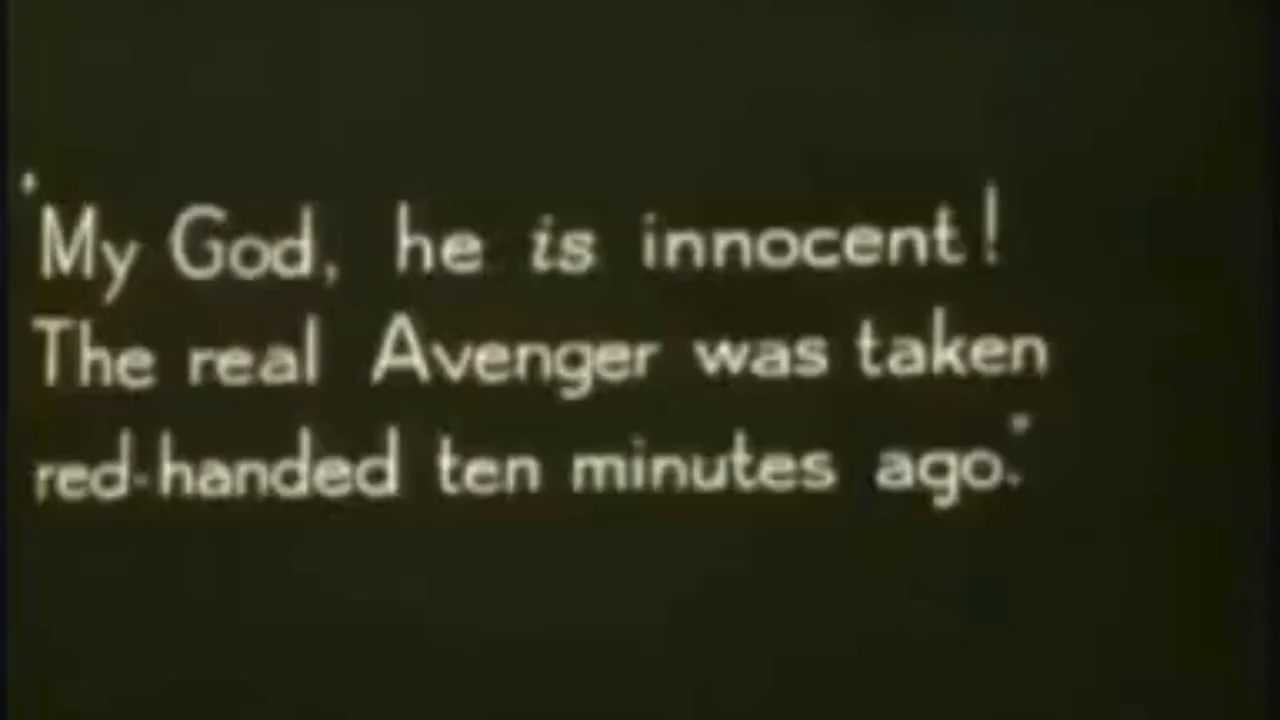 "My God, he is innocent!
The real Avenger was taken
red-handed ten minutes ago."